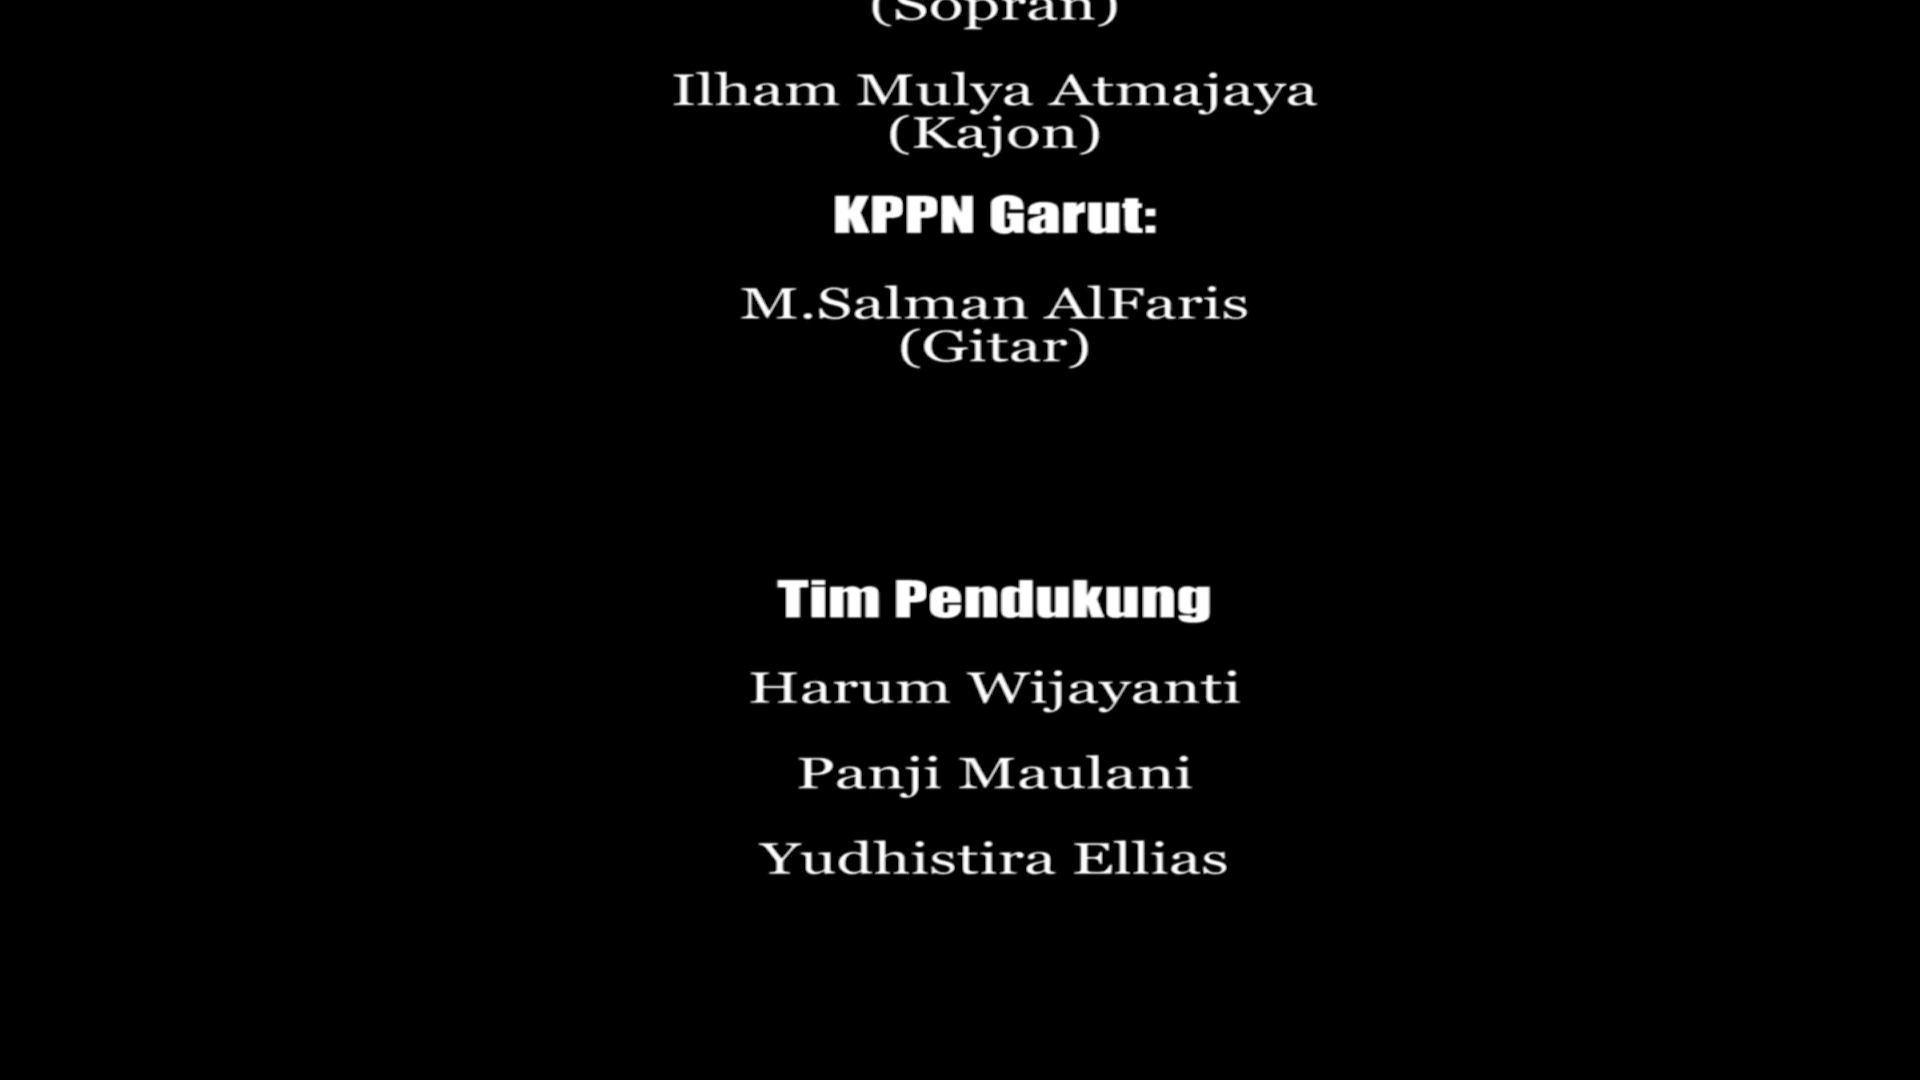 (Sopran)
Ilham Mulya Atmajaya
(Kajon)
KPPN Garut:
M.Salman AlFaris
(Gitar)
Tim Pendukung
Harum Wijayanti
Panji Maulani
Yudhistira Ellias